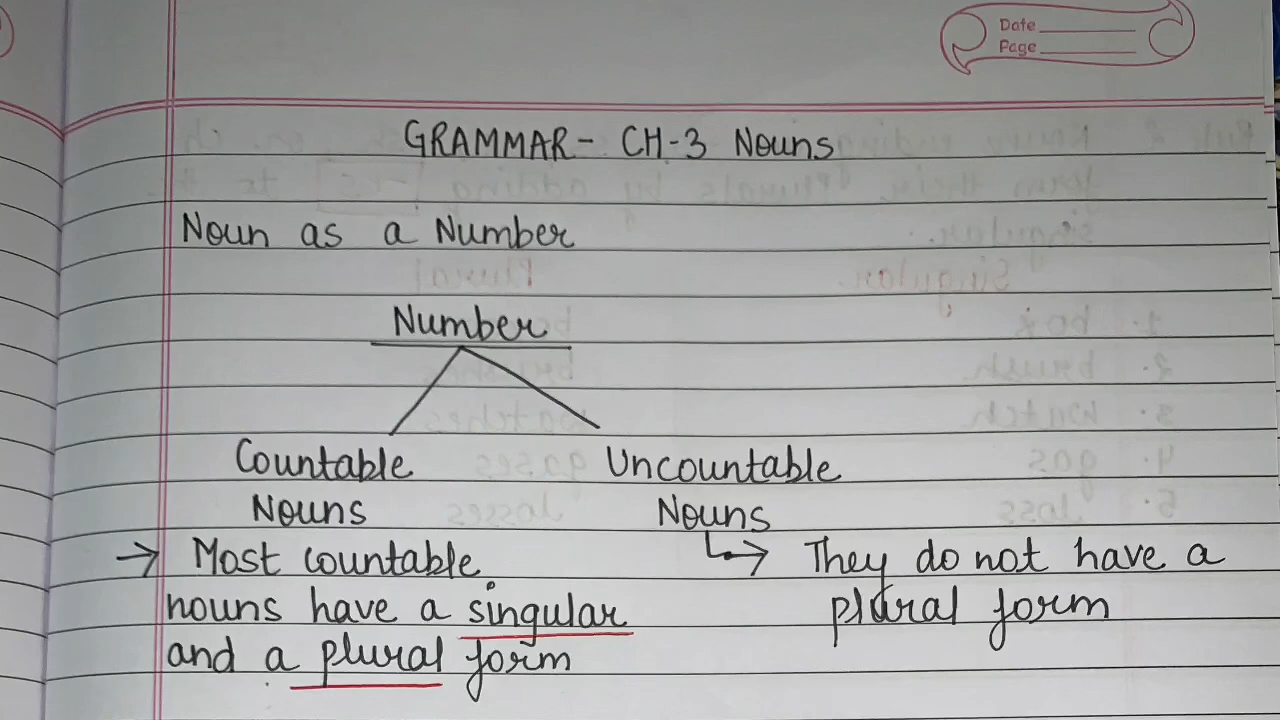 Date
Page
GRAMMAR- CH-3 Nouns
Noun as a Number
Number
Countable Nouns
Uncountable Nouns
→ Most countable
nouns have a singular
and a plural form
↳ They do not have a
plural form